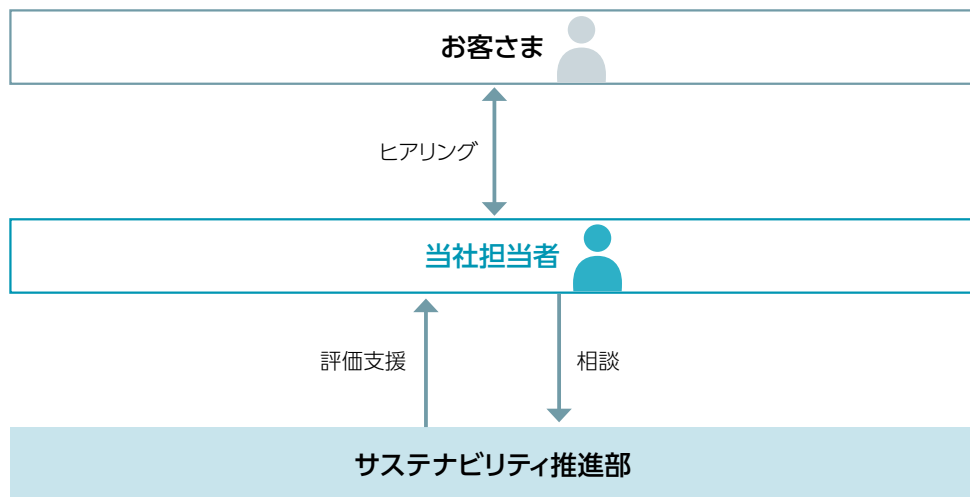 お客さま
ヒアリング
当社担当者
評価支援
相談
サステナビリティ推進部